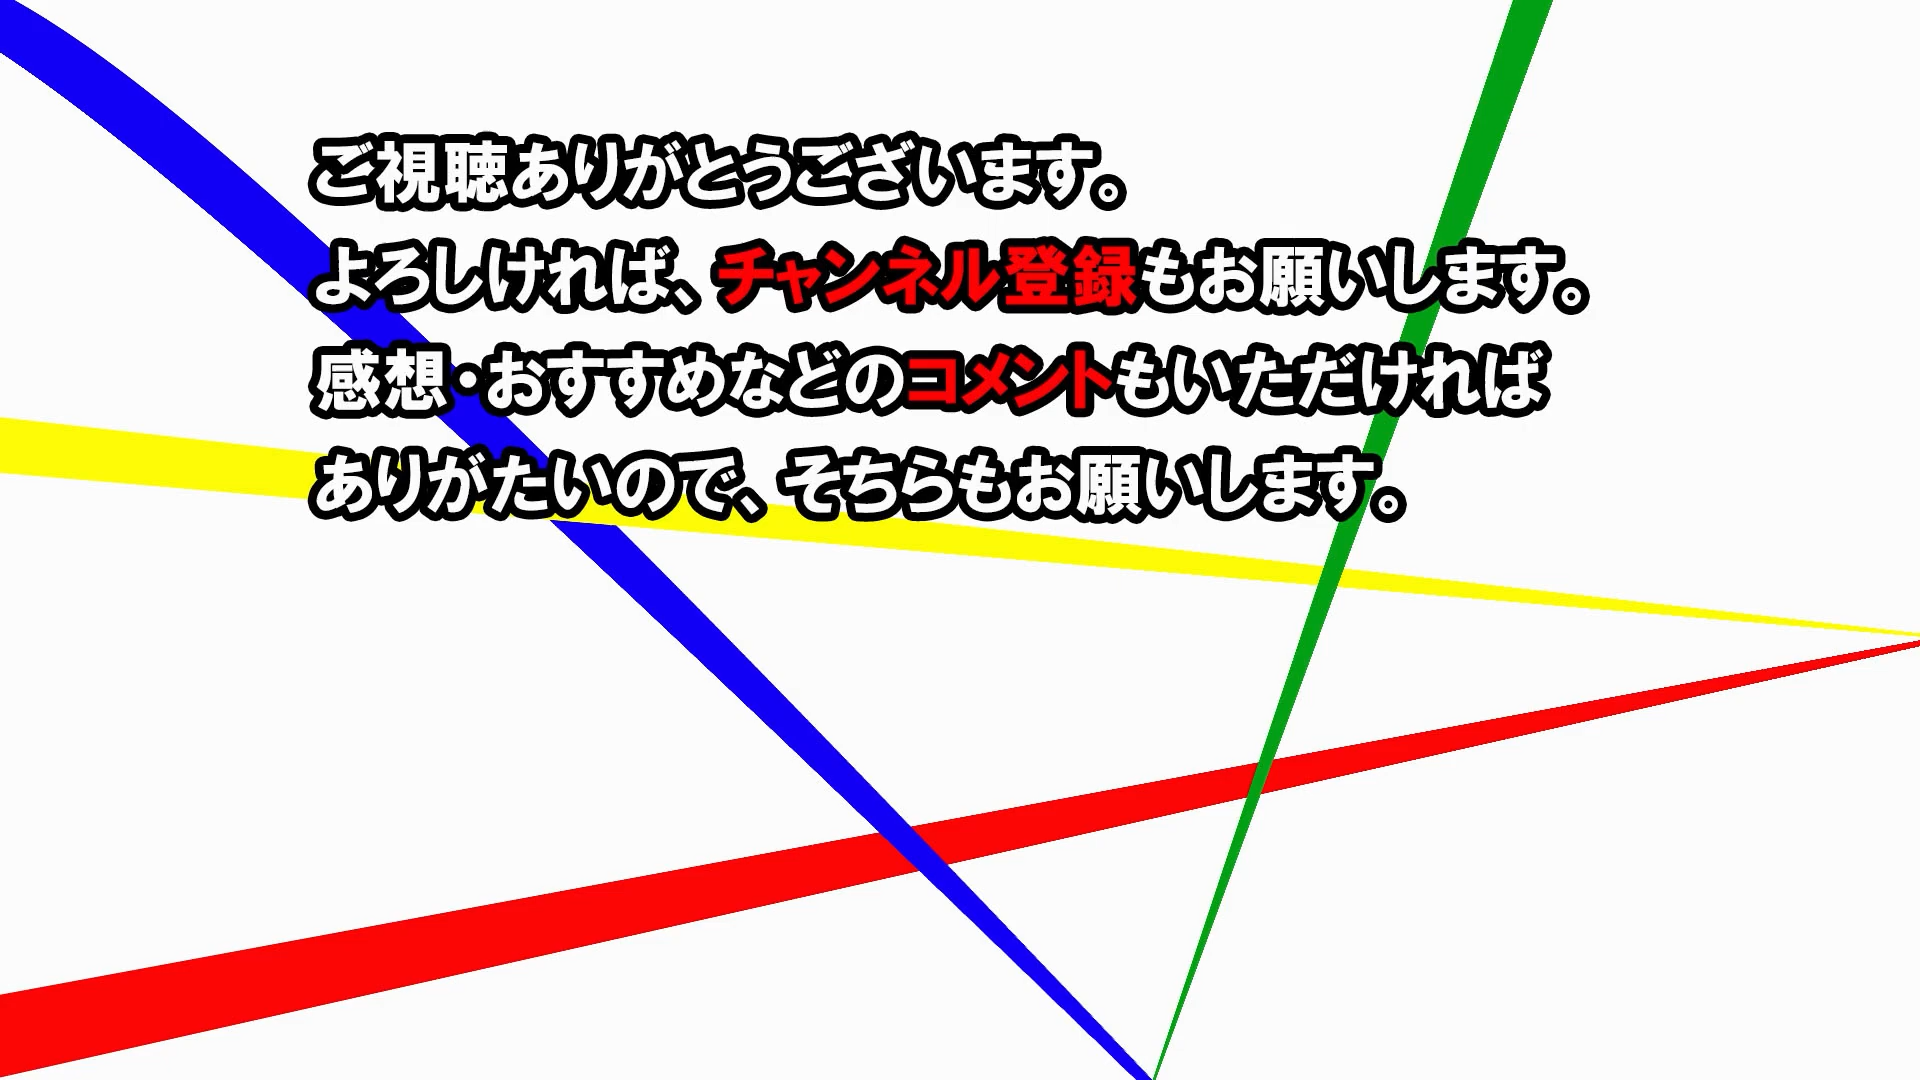 ご視聴ありがとうございます。
よろしければ、チャンネル登録もお願いします。
感想・おすすめなどのコメントもいただければ
ありがたいので、そちらもお願いします。